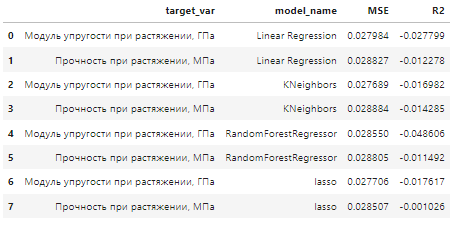 target_var model_name MSE R2
0 Модуль упругости при растяжении, ГПа Linear Regression 0.027984 -0.027799
1 Прочность при растяжении, МПа Linear Regression 0.028827 -0.012278
2 Модуль упругости при растяжении, ГПа KNeighbors 0.027689 -0.016982
3 Прочность при растяжении, МПа KNeighbors 0.028884 -0.014285
4 Модуль упругости при растяжении, ГПа RandomForestRegressor 0.028550 -0.048606
5 Прочность при растяжении, МПа RandomForestRegressor 0.028805 -0.011492
6 Модуль упругости при растяжении, ГПа lasso 0.027706 -0.017617
7 Прочность при растяжении, МПа lasso 0.028507 -0.001026